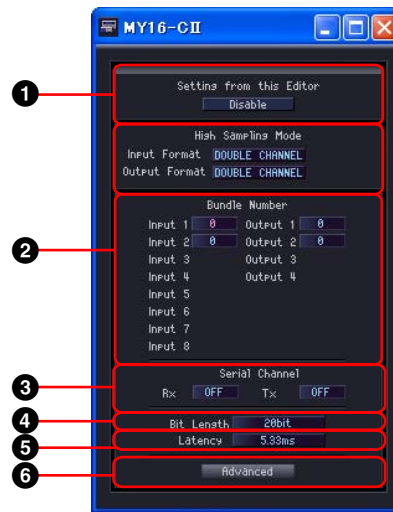 MY16-CII
1
Setting from this Editor
Disable
High Sampling Mode
Input Format DOUBLE CHANNEL
Output Format DOUBLE CHANNEL
2
Bundle Number
Input 1 0 Output 1 0
Input 2 0 Output 2 0
Input 3 Output 3
Input 4 Output 4
Input 5
Input 6
Input 7
Input 8
3
Serial Channel
Rx OFF Tx OFF
4
Bit Length 20bit
5
Latency 5.33ms
6
Advanced